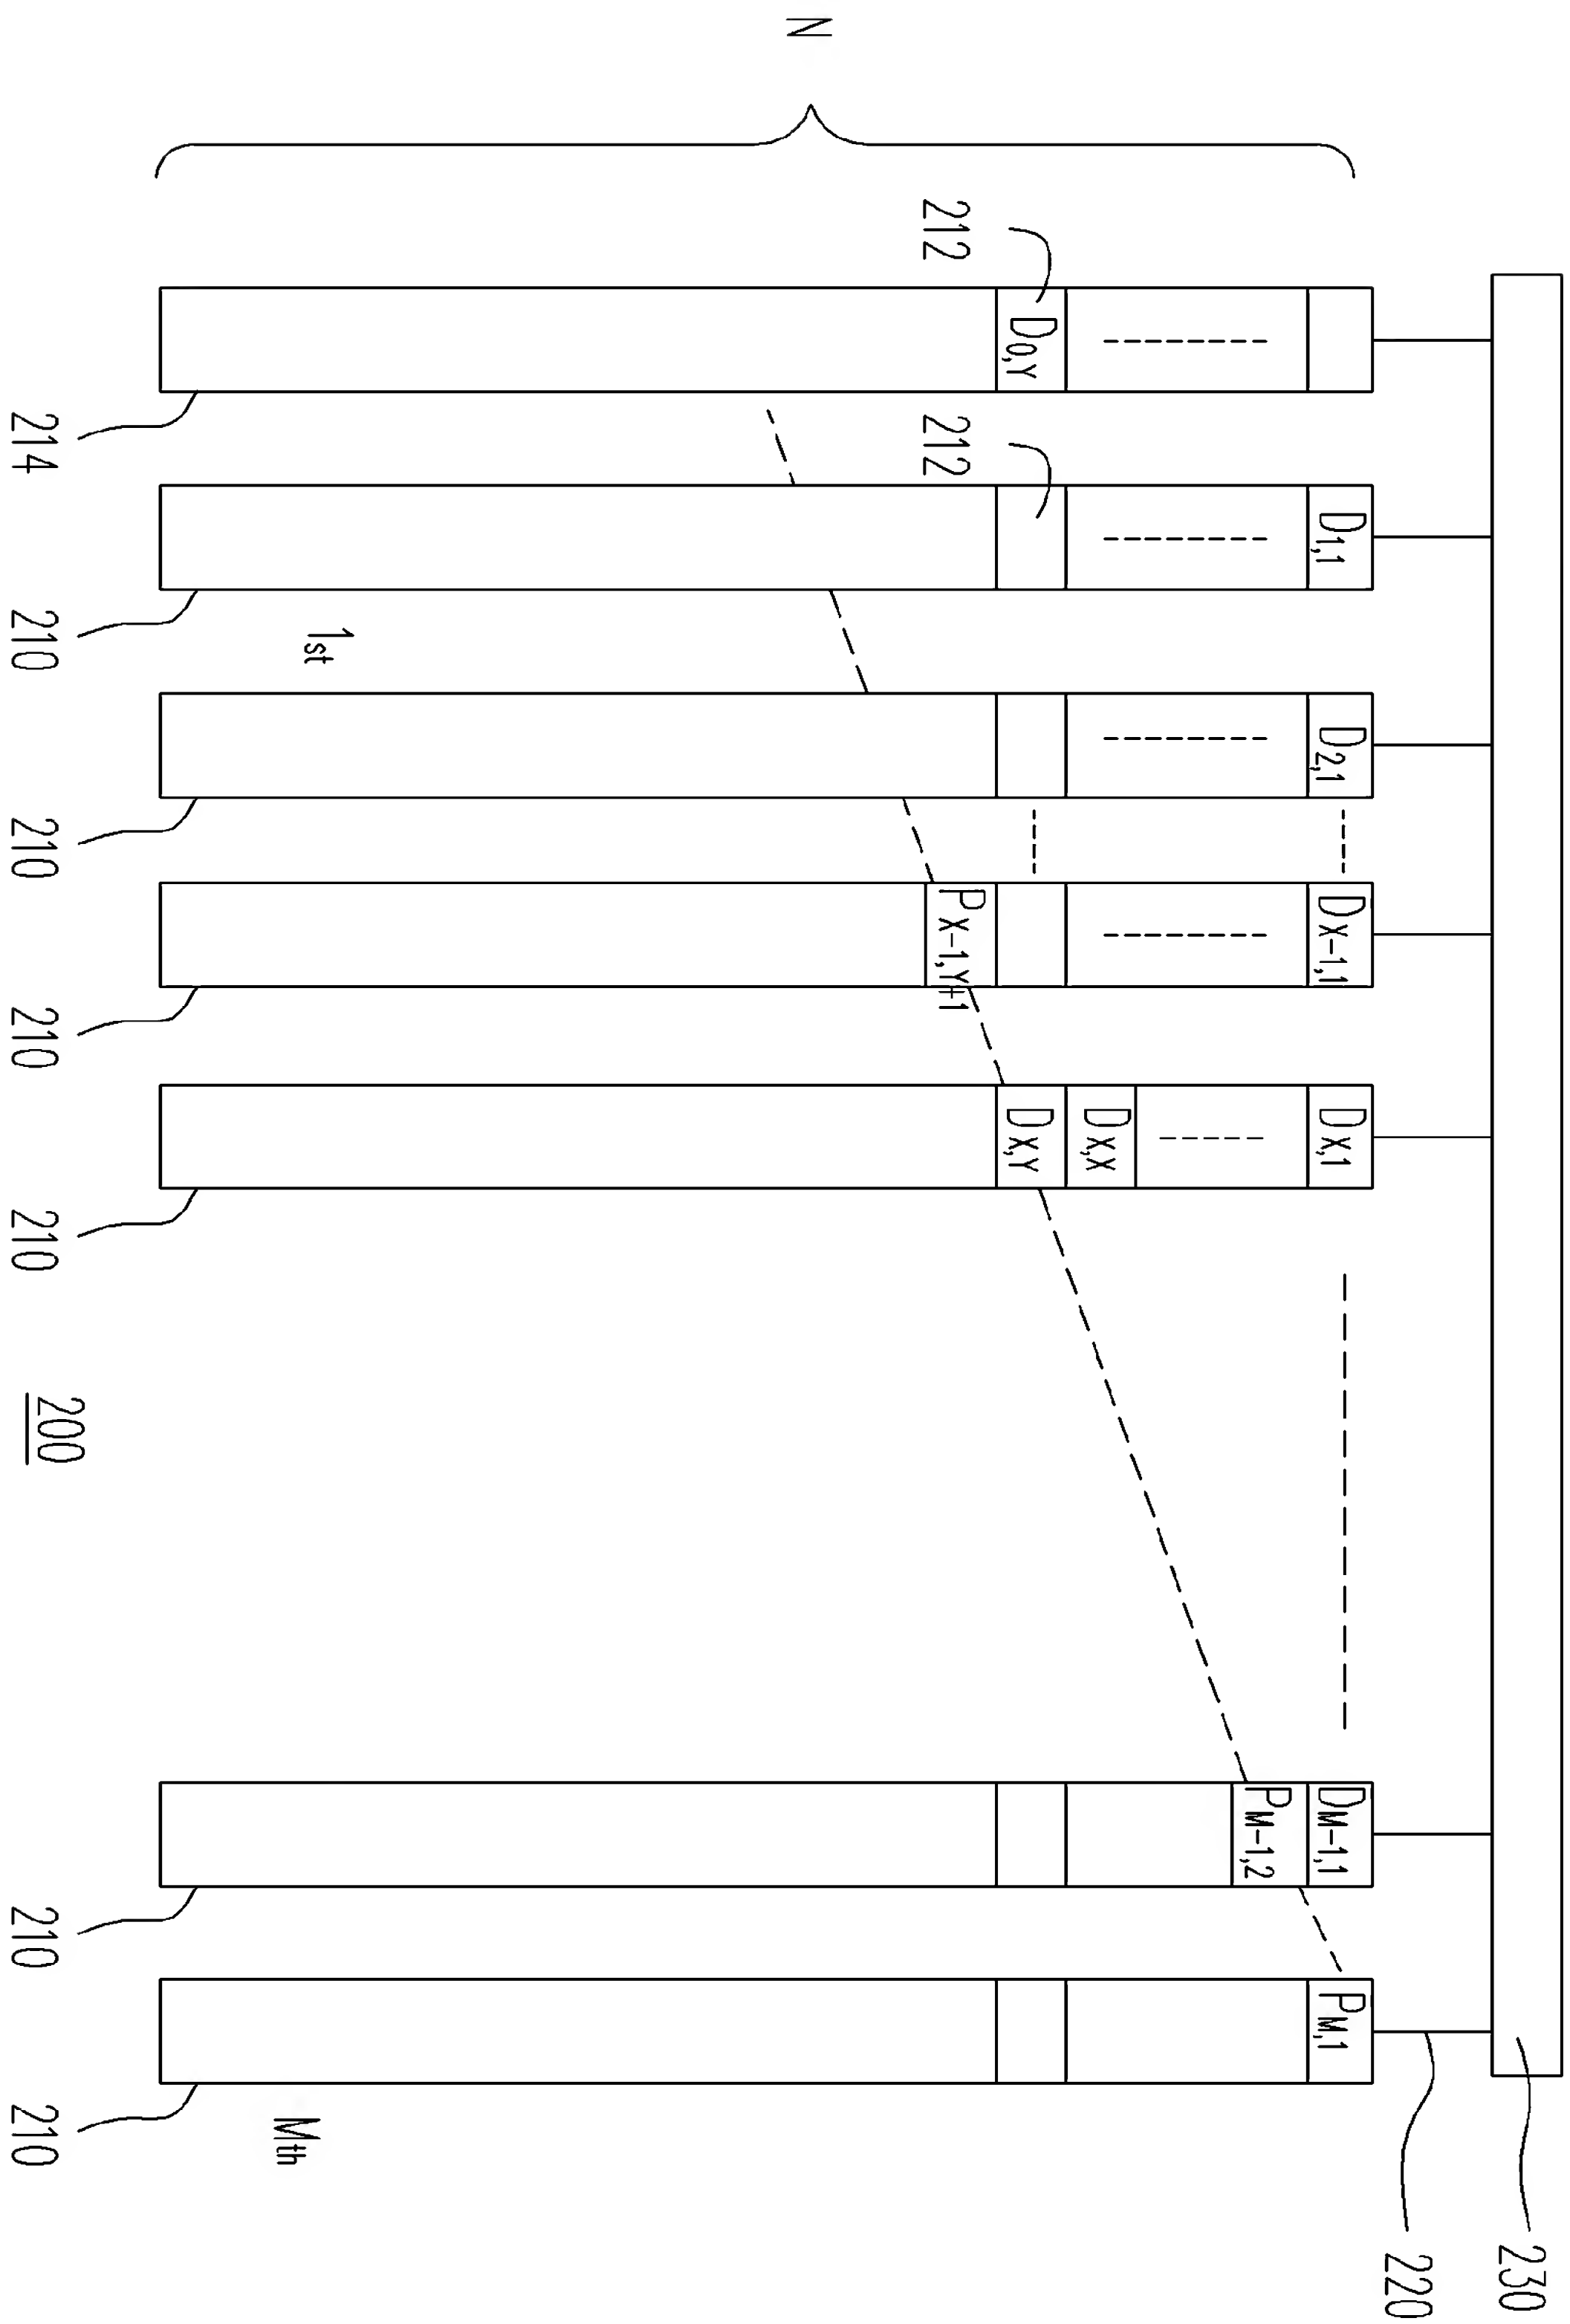 230
220
D1,1 D2,1 DX-1,1 DX,1 DM-1,1 PM,1
PM-1,2
DX,X
D0,Y DX,Y
212 212 PX-1,Y+1
N
1st
Mth
200
214 210 210 210 210 210 210